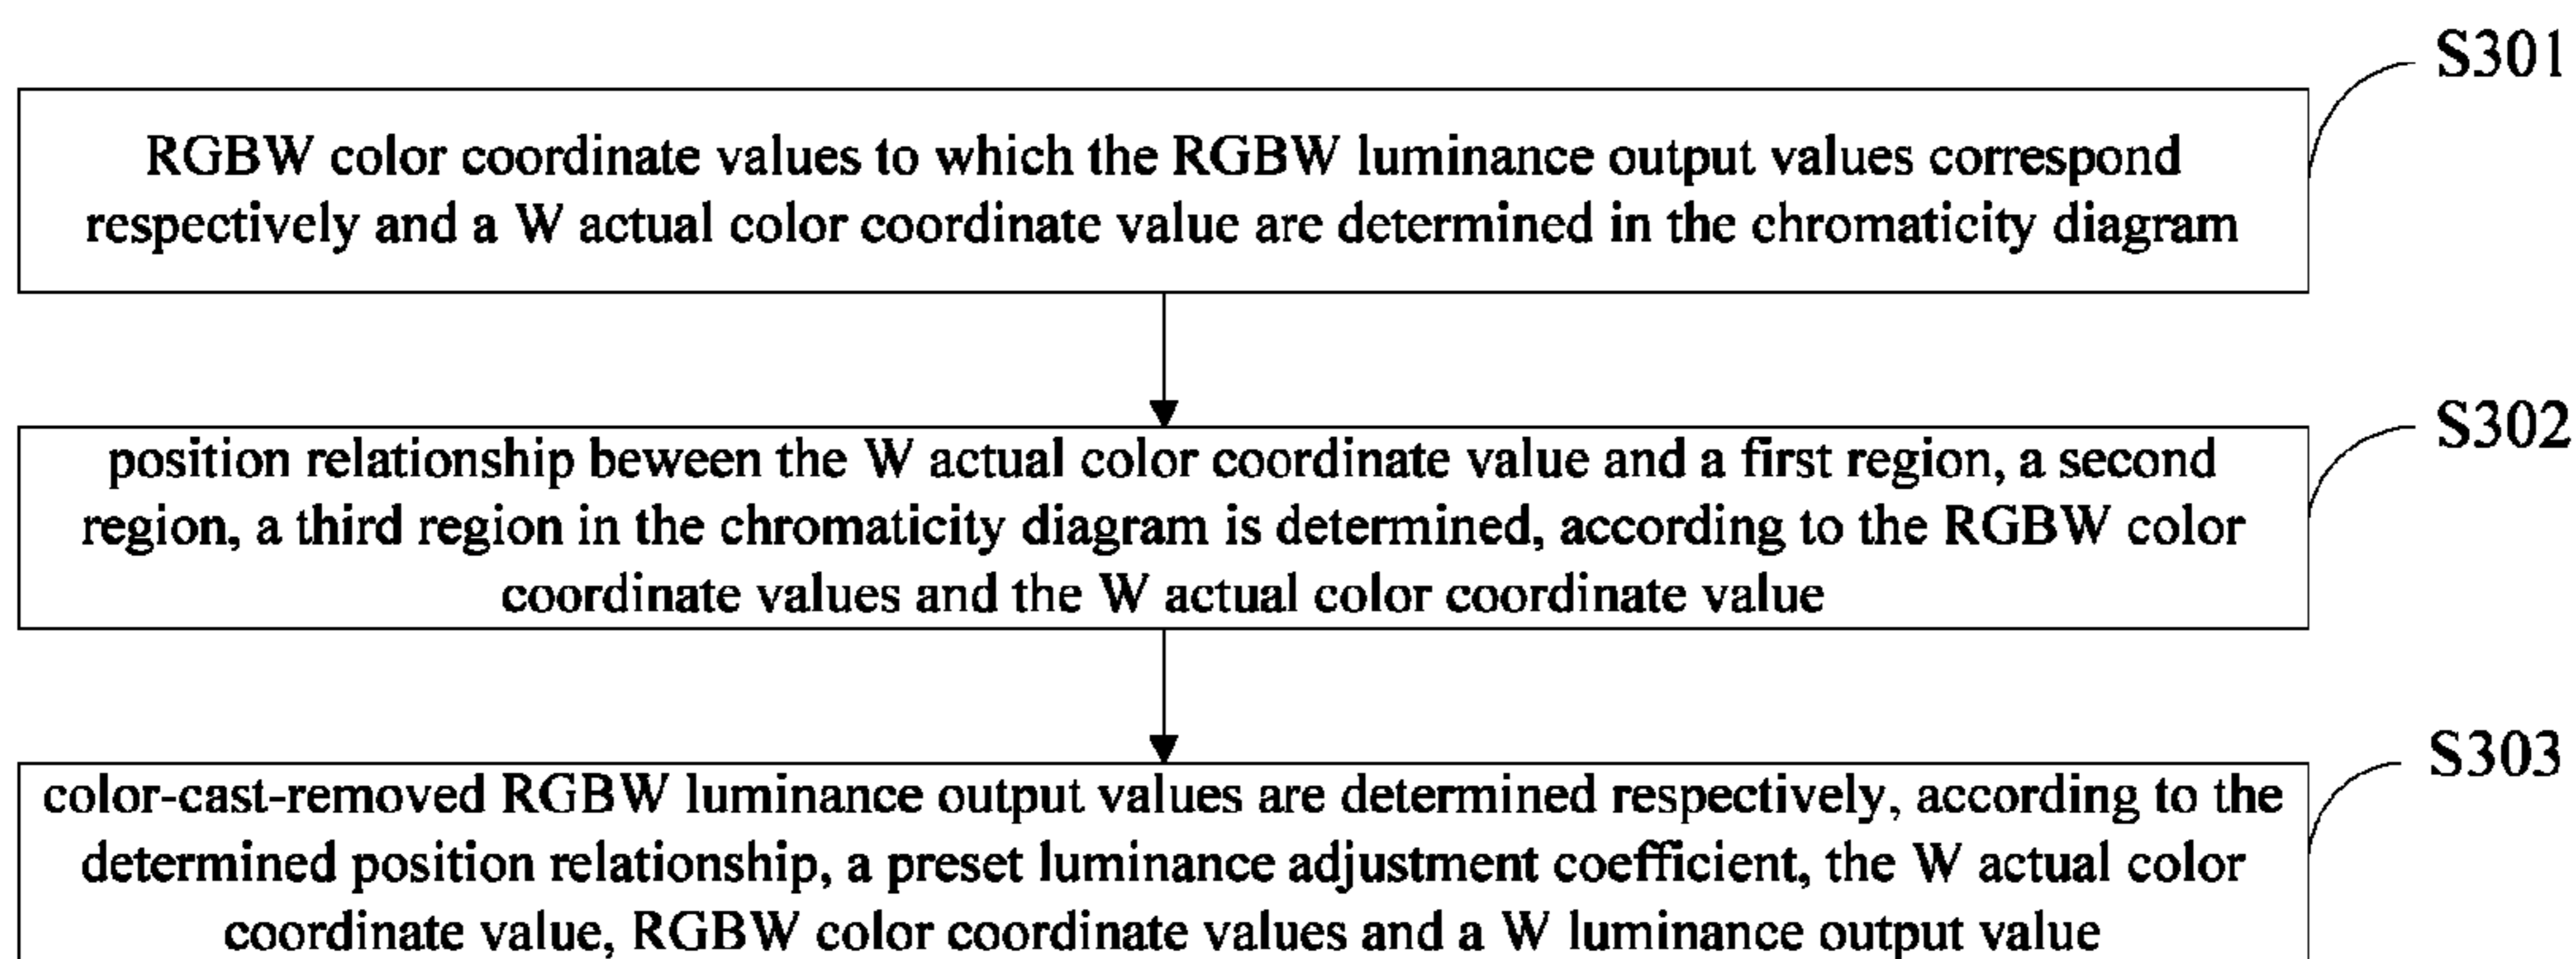 S301
RGBW color coordinate values to which the RGBW luminance output values correspond
respectively and a W actual color coordinate value are determined in the chromaticity diagram
S302
position relationship beween the W actual color coordinate value and a first region, a second
region, a third region in the chromaticity diagram is determined, according to the RGBW color
coordinate values and the W actual color coordinate value
S303
color-cast-removed RGBW luminance output values are determined respectively, according to the
determined position relationship, a preset luminance adjustment coefficient, the W actual color
coordinate value, RGBW color coordinate values and a W luminance output value